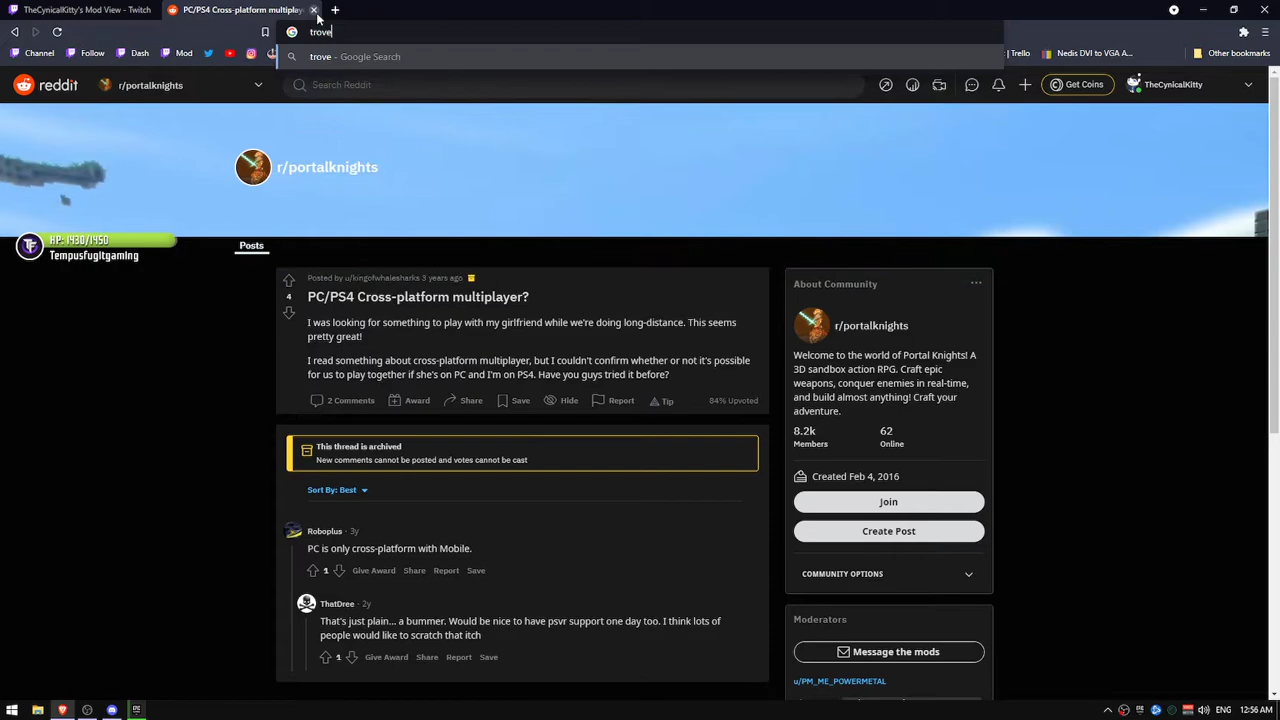 TheCynicalKitty's Mod View - Twitch
PC/PS4 Cross-platform multiplaye
trove
trove - Google Search
Channel
Follow
Dash
Mod
Trello
Nedis DVI to VGA A...
Other bookmarks
reddit
r/portalknights
Search Reddit
Get Coins
TheCynicalKitty
r/portalknights
HP: 1430/1450
Tempusfugitgaming
Posts
Posted by u/kingofwhalesharks 3 years ago
4
PC/PS4 Cross-platform multiplayer?
I was looking for something to play with my girlfriend while we're doing long-distance. This seems
pretty great!
I read something about cross-platform multiplayer, but I couldn't confirm whether or not it's possible
for us to play together if she's on PC and I'm on PS4. Have you guys tried it before?
2 Comments
Award
Share
Save
Hide
Report
Tip
84% Upvoted
This thread is archived
New comments cannot be posted and votes cannot be cast
Sort By: Best
Roboplus · 3y
PC is only cross-platform with Mobile.
1
Give Award
Share
Report
Save
ThatDree · 2y
That's just plain... a bummer. Would be nice to have psvr support one day too. I think lots of
people would like to scratch that itch
1
Give Award
Share
Report
Save
About Community
r/portalknights
Welcome to the world of Portal Knights! A
3D sandbox action RPG. Craft epic
weapons, conquer enemies in real-time,
and build almost anything! Craft your
adventure.
8.2k
62
Members
Online
Created Feb 4, 2016
Join
Create Post
COMMUNITY OPTIONS
Moderators
Message the mods
u/PM_ME_POWERMETAL
ENG
12:56 AM